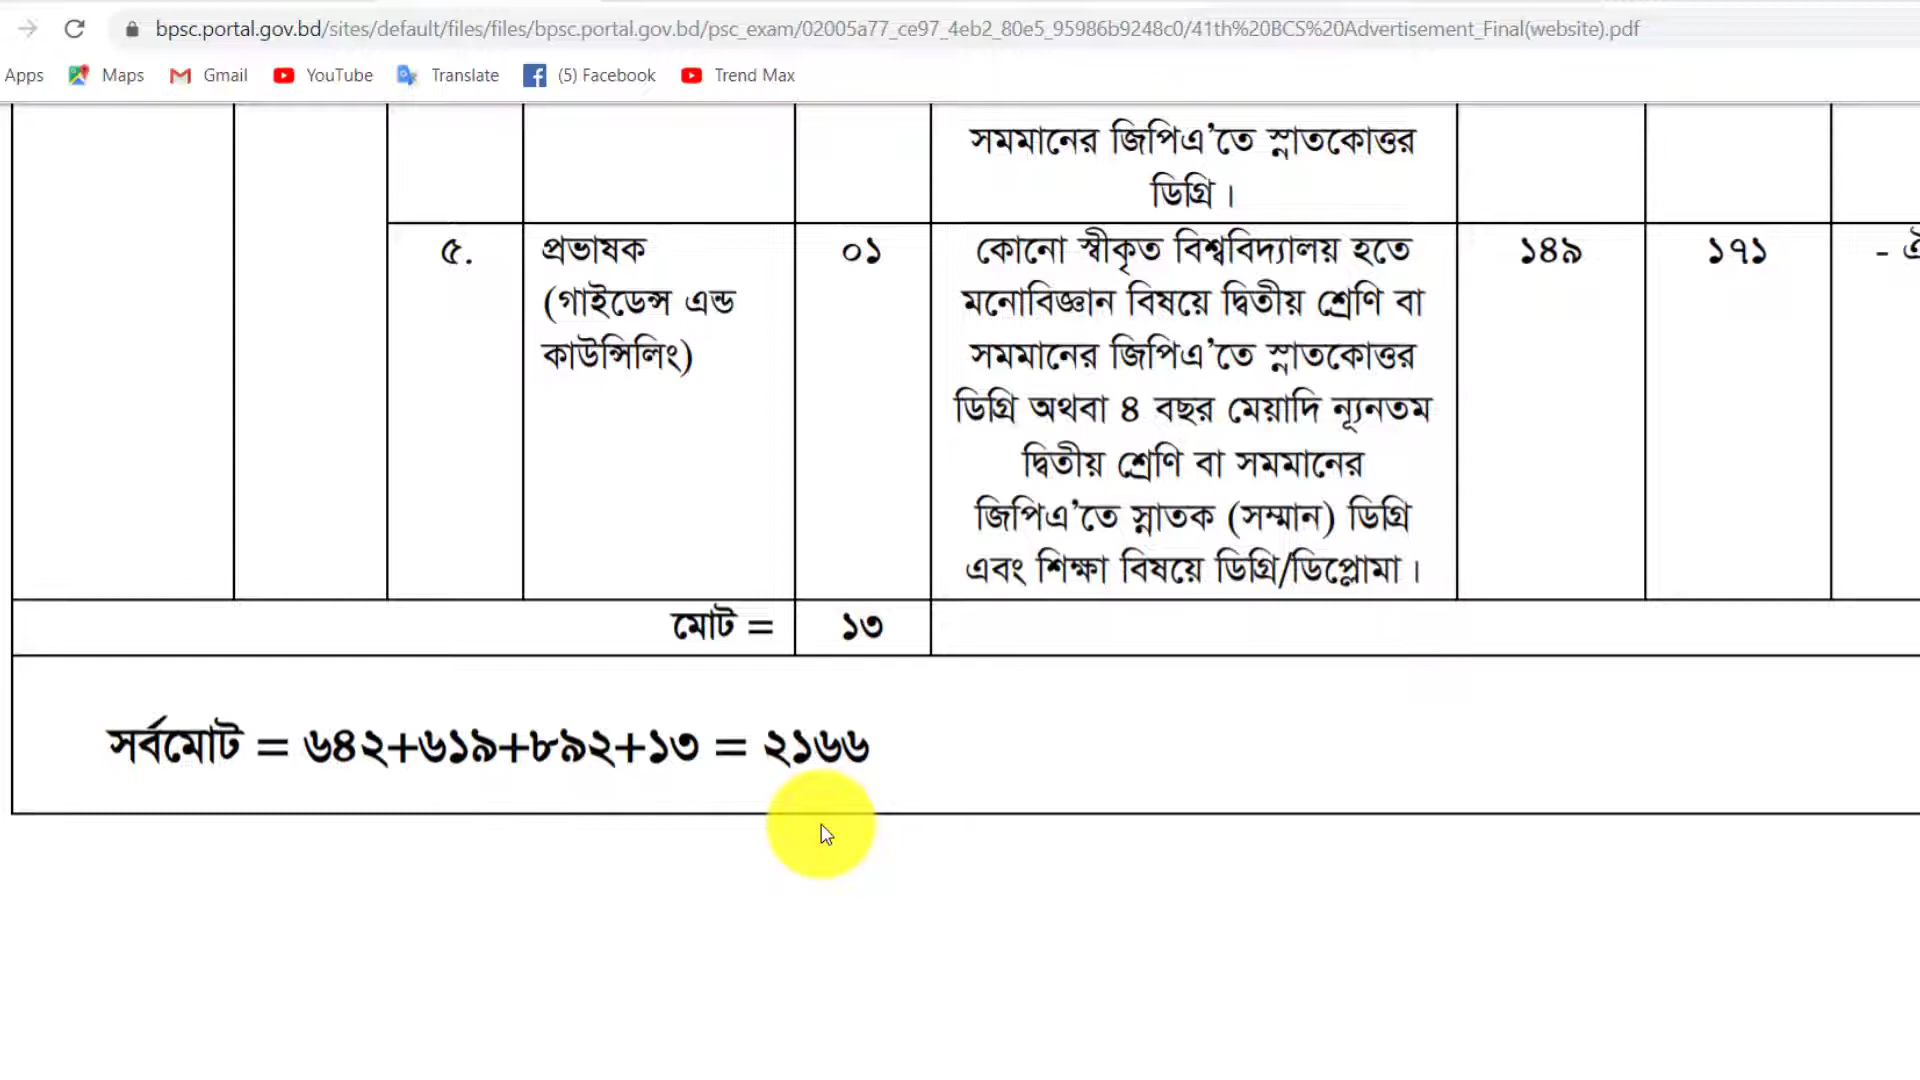 bpsc.portal.gov.bd/sites/default/files/files/bpsc.portal.gov.bd/psc_exam/02005a77_ce97_4eb2_80e5_95986b9248c0/41th%20BCS%20Advertisement_Final(website).pdf
Apps Maps Gmail YouTube Translate (5) Facebook Trend Max
সমমানের জিপিএ’তে স্নাতকোত্তর
ডিগ্রি।
৫. প্রভাষক ০১ কোনো স্বীকৃত বিশ্ববিদ্যালয় হতে ১৪৯ ১৭১ -
(গাইডেন্স এন্ড মনোবিজ্ঞান বিষয়ে দ্বিতীয় শ্রেণি বা
কাউন্সিলিং) সমমানের জিপিএ’তে স্নাতকোত্তর
ডিগ্রি অথবা ৪ বছর মেয়াদি ন্যূনতম
দ্বিতীয় শ্রেণি বা সমমানের
জিপিএ’তে স্নাতক (সম্মান) ডিগ্রি
এবং শিক্ষা বিষয়ে ডিগ্রি/ডিপ্লোমা।
মোট = ১৩
সর্বমোট = ৬৪২+৬১৯+৮৯২+১৩ = ২১৬৬